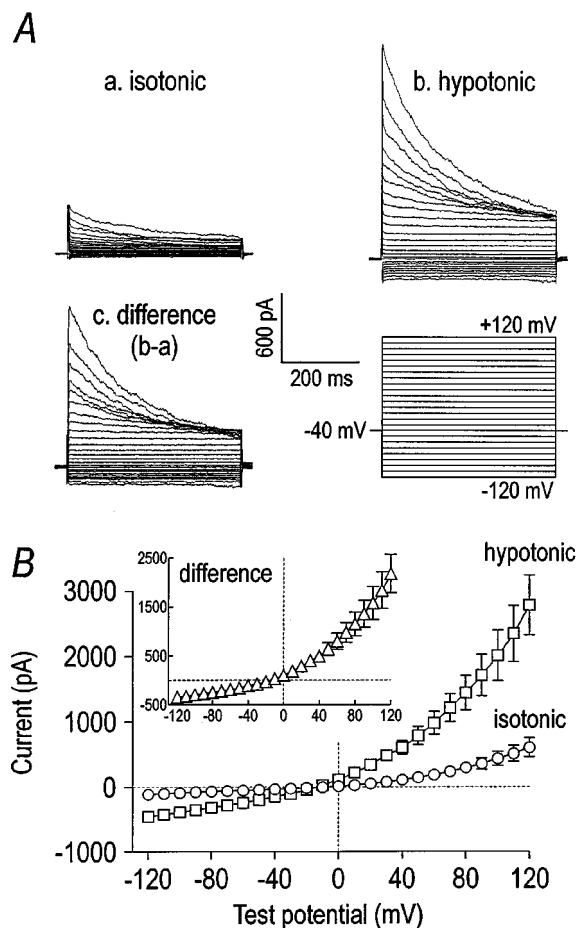 A
a. isotonic
b. hypotonic
c. difference
(b-a)
600 pA
200 ms
+120 mV
-40 mV
-120 mV
B
difference
hypotonic
isotonic
2500
1500
500
-500
-120 -80 -40 0 40 80 120
3000
2000
1000
0
-1000
Current (pA)
-120 -80 -40 0 40 80 120
Test potential (mV)